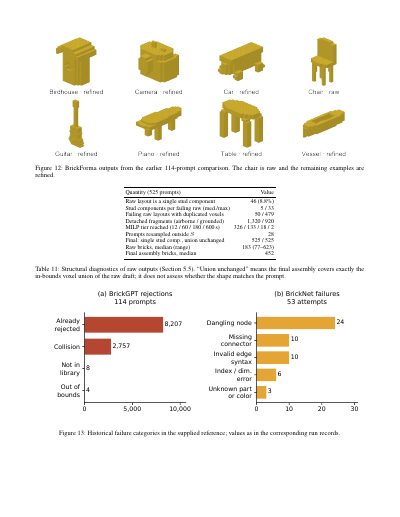 Birdhouse · refined
Camera · refined
Car · refined
Chair · raw
Guitar · refined
Piano · refined
Table · refined
Vessel · refined
Figure 12: BrickForma outputs from the earlier 114-prompt comparison. The chair is raw and the remaining examples are
refined.
Quantity (525 prompts) Value
Raw layout is a single stud component 46 (8.8%)
Stud components per failing raw (med./max) 5 / 33
Failing raw layouts with duplicated voxels 50 / 479
Detached fragments (airborne / grounded) 1,320 / 920
MILP tier reached (12 / 60 / 180 / 600 s) 326 / 133 / 18 / 2
Prompts resampled outside S 28
Final: single stud comp., union unchanged 525 / 525
Raw bricks, median (range) 183 (77–623)
Final assembly bricks, median 452
Table 11: Structural diagnostics of raw outputs (Section 5.5). "Union unchanged" means the final assembly covers exactly the
in-bounds voxel union of the raw draft; it does not assess whether the shape matches the prompt.
(a) BrickGPT rejections
114 prompts
Already
rejected
8,207
Collision
2,757
Not in
library
8
Out of
bounds
4
0 5,000 10,000
(b) BrickNet failures
53 attempts
Dangling node
24
Missing
connector
10
Invalid edge
syntax
10
Index / dim.
error
6
Unknown part
or color
3
0 10 20 30
Figure 13: Historical failure categories in the supplied reference; values as in the corresponding run records.